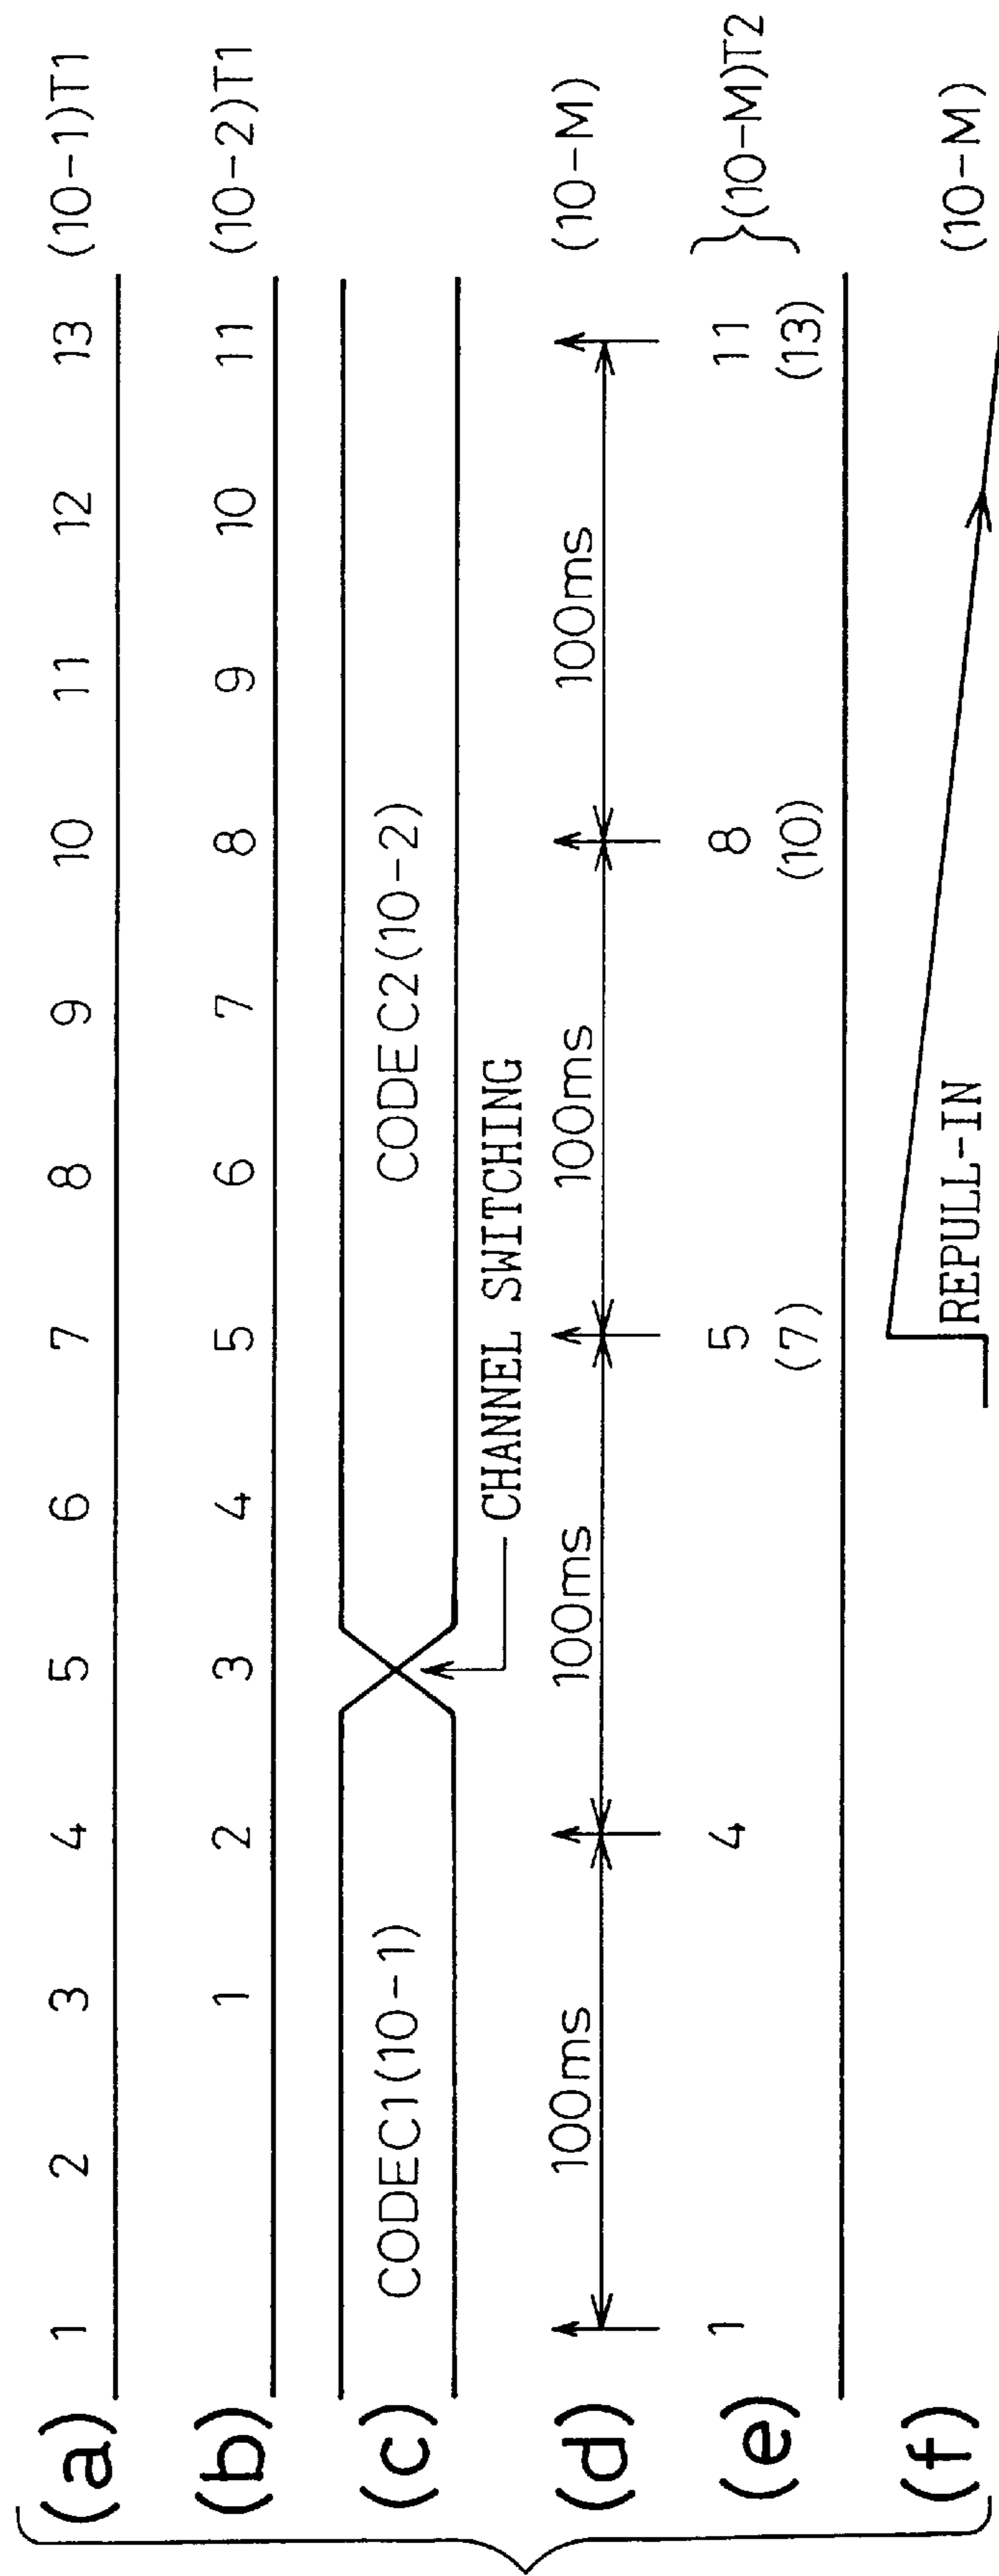 (a) 1 2 3 4 5 6 7 8 9 10 11 12 13 (10-1)T1
(b) 1 2 3 4 5 6 7 8 9 10 11 (10-2)T1
(c) CODEC1(10-1) CODEC2(10-2)
CHANNEL SWITCHING
(d) 100ms 100ms 100ms 100ms (10-M)
(e) 1 4 5 8 11 (10-M)T2
(7) (10) (13)
(f) REPULL-IN (10-M)